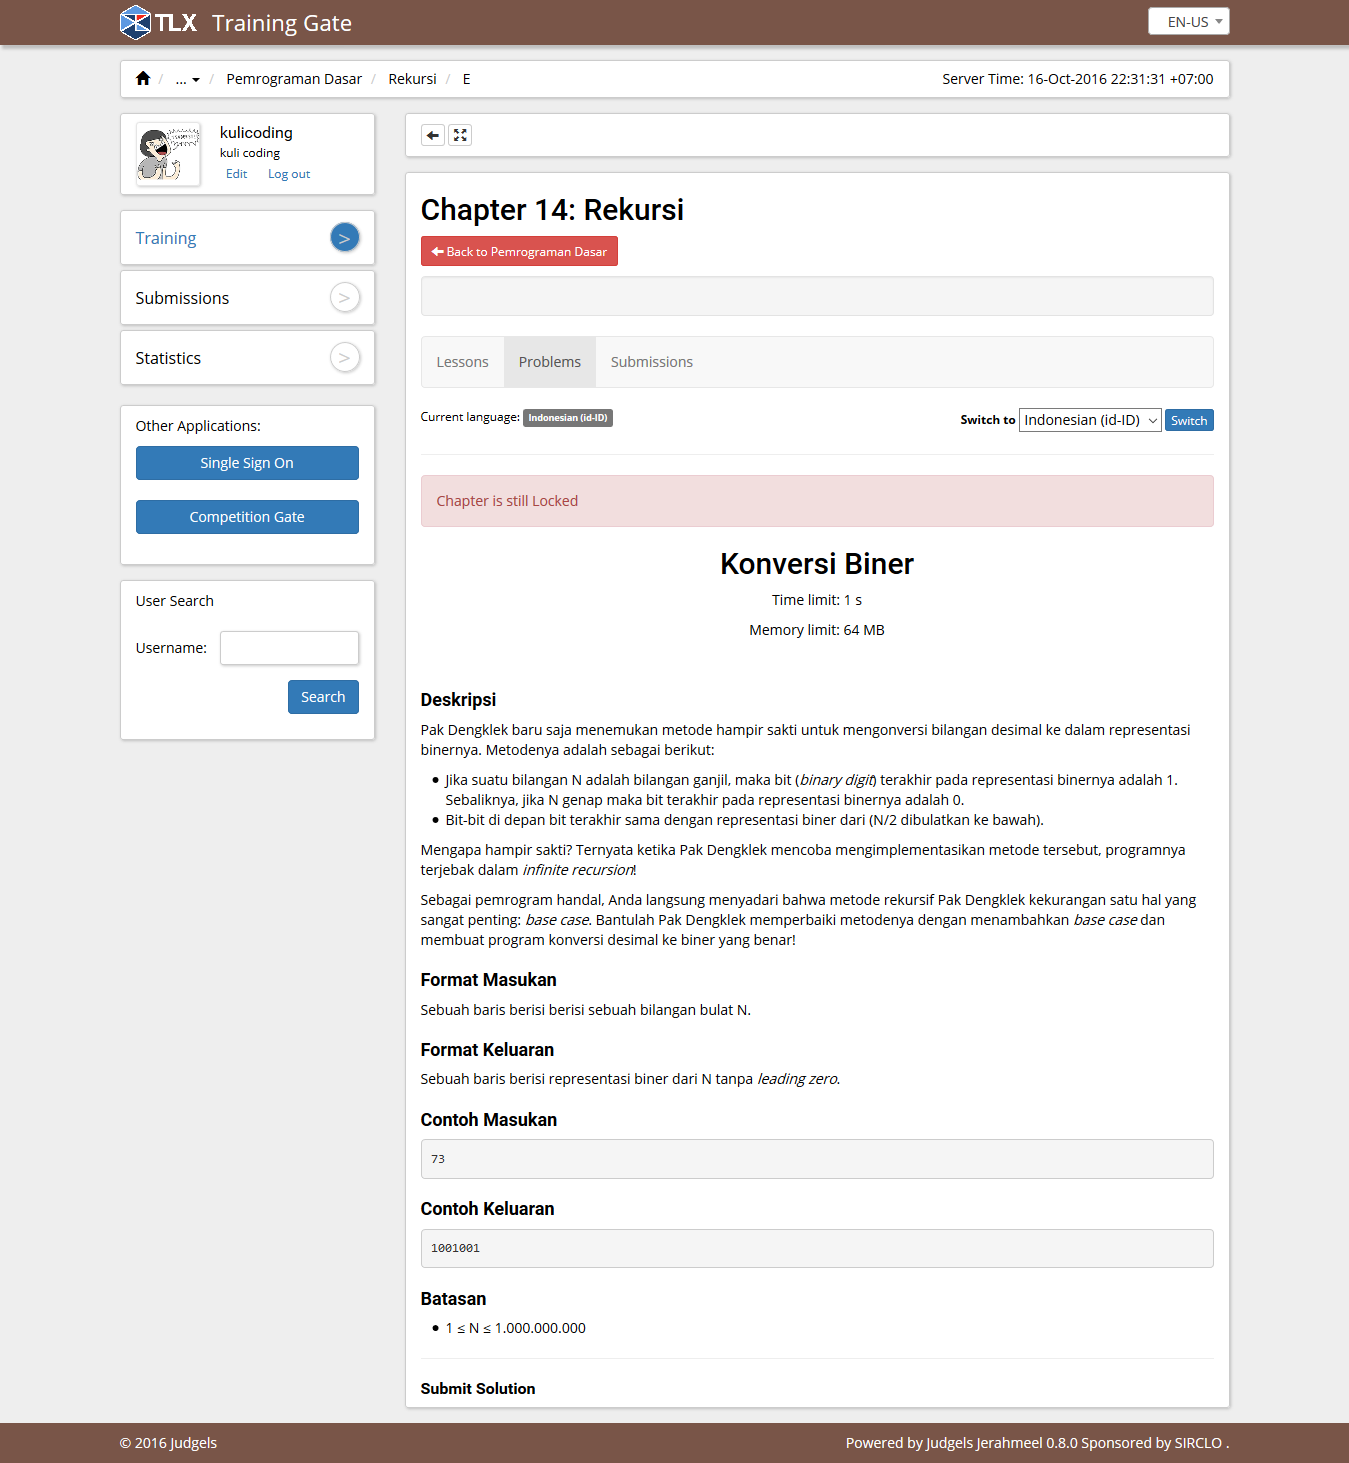 TLX Training Gate
EN-US
... Pemrograman Dasar / Rekursi / E
Server Time: 16-Oct-2016 22:31:31 +07:00
kulicoding
kuli coding
Edit Log out
Training >
Submissions >
Statistics >
Other Applications:
Single Sign On
Competition Gate
User Search
Username:
Search
Chapter 14: Rekursi
Back to Pemrograman Dasar
Lessons Problems Submissions
Current language: Indonesian (id-ID)
Switch to Indonesian (id-ID) Switch
Chapter is still Locked
Konversi Biner
Time limit: 1 s
Memory limit: 64 MB
Deskripsi
Pak Dengklek baru saja menemukan metode hampir sakti untuk mengonversi bilangan desimal ke dalam representasi
binernya. Metodenya adalah sebagai berikut:
• Jika suatu bilangan N adalah bilangan ganjil, maka bit (binary digit) terakhir pada representasi binernya adalah 1.
Sebaliknya, jika N genap maka bit terakhir pada representasi binernya adalah 0.
• Bit-bit di depan bit terakhir sama dengan representasi biner dari (N/2 dibulatkan ke bawah).
Mengapa hampir sakti? Ternyata ketika Pak Dengklek mencoba mengimplementasikan metode tersebut, programnya
terjebak dalam infinite recursion!
Sebagai pemrogram handal, Anda langsung menyadari bahwa metode rekursif Pak Dengklek kekurangan satu hal yang
sangat penting: base case. Bantulah Pak Dengklek memperbaiki metodenya dengan menambahkan base case dan
membuat program konversi desimal ke biner yang benar!
Format Masukan
Sebuah baris berisi berisi sebuah bilangan bulat N.
Format Keluaran
Sebuah baris berisi representasi biner dari N tanpa leading zero.
Contoh Masukan
73
Contoh Keluaran
1001001
Batasan
• 1 ≤ N ≤ 1.000.000.000
Submit Solution
© 2016 Judgels
Powered by Judgels Jerahmeel 0.8.0 Sponsored by SIRCLO .